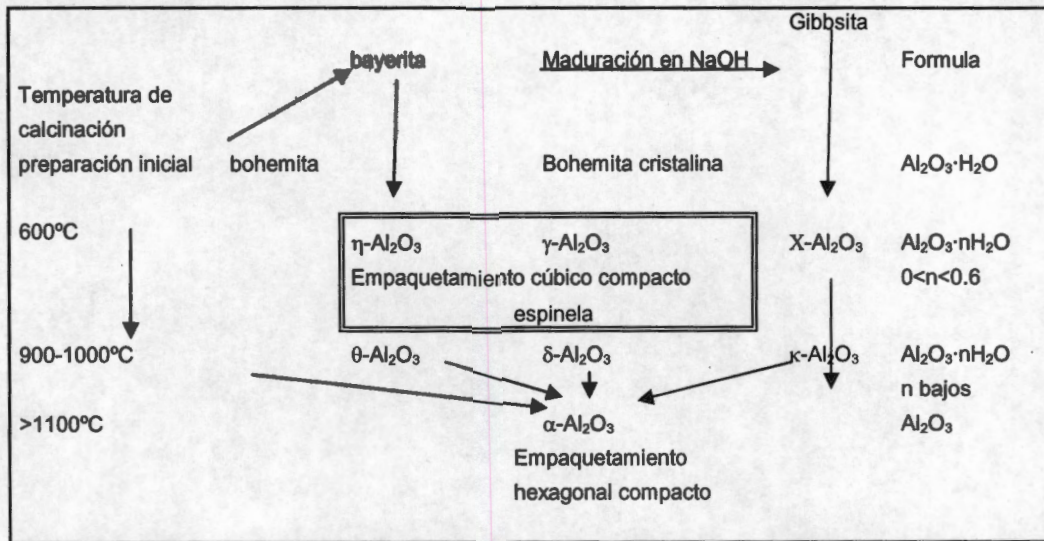 Gibbsita
bayerita Maduración en NaOH Formula
Temperatura de
calcinación
preparación inicial bohemita Bohemita cristalina Al₂O₃·H₂O
600ºC η-Al₂O₃ γ-Al₂O₃ Χ-Al₂O₃ Al₂O₃·nH₂O
Empaquetamiento cúbico compacto 0<n<0.6
espinela
900-1000ºC θ-Al₂O₃ δ-Al₂O₃ κ-Al₂O₃ Al₂O₃·nH₂O
n bajos
>1100ºC α-Al₂O₃ Al₂O₃
Empaquetamiento
hexagonal compacto